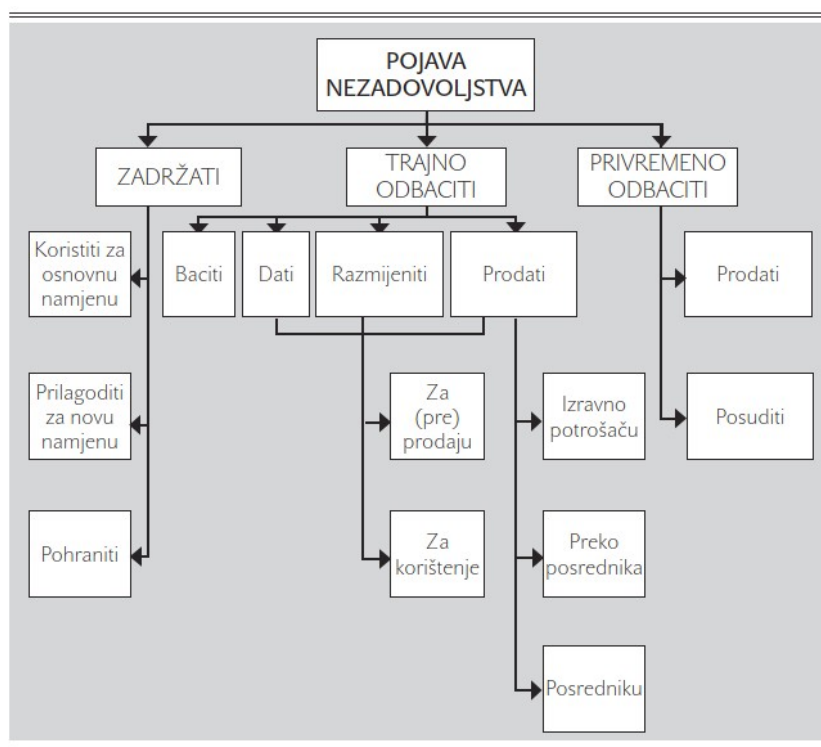 POJAVA
NEZADOVOLJSTVA
ZADRŽATI
TRAJNO
ODBACITI
PRIVREMENO
ODBACITI
Koristiti za
osnovnu
namjenu
Baciti
Dati
Razmijeniti
Prodati
Prodati
Prilagoditi
za novu
namjenu
Za
(pre)
prodaju
Izravno
potrošaču
Posuditi
Pohraniti
Za
korištenje
Preko
posrednika
Posredniku